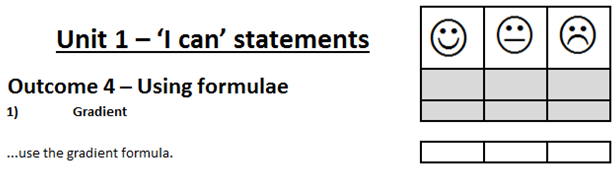 Unit 1 – ‘I can’ statements
Outcome 4 – Using formulae
1) Gradient
...use the gradient formula.